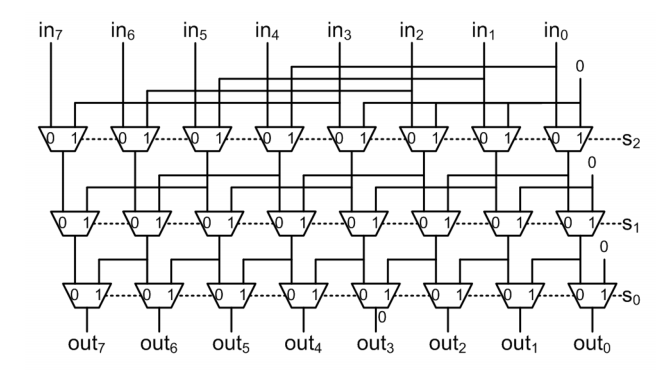 in₇ in₆ in₅ in₄ in₃ in₂ in₁ in₀
0
0 1 0 1 0 1 0 1 0 1 0 1 0 1 0 1 s₂
0
0 1 0 1 0 1 0 1 0 1 0 1 0 1 0 1 s₁
0
0 1 0 1 0 1 0 1 0 1 0 1 0 1 0 1 s₀
0
out₇ out₆ out₅ out₄ out₃ out₂ out₁ out₀